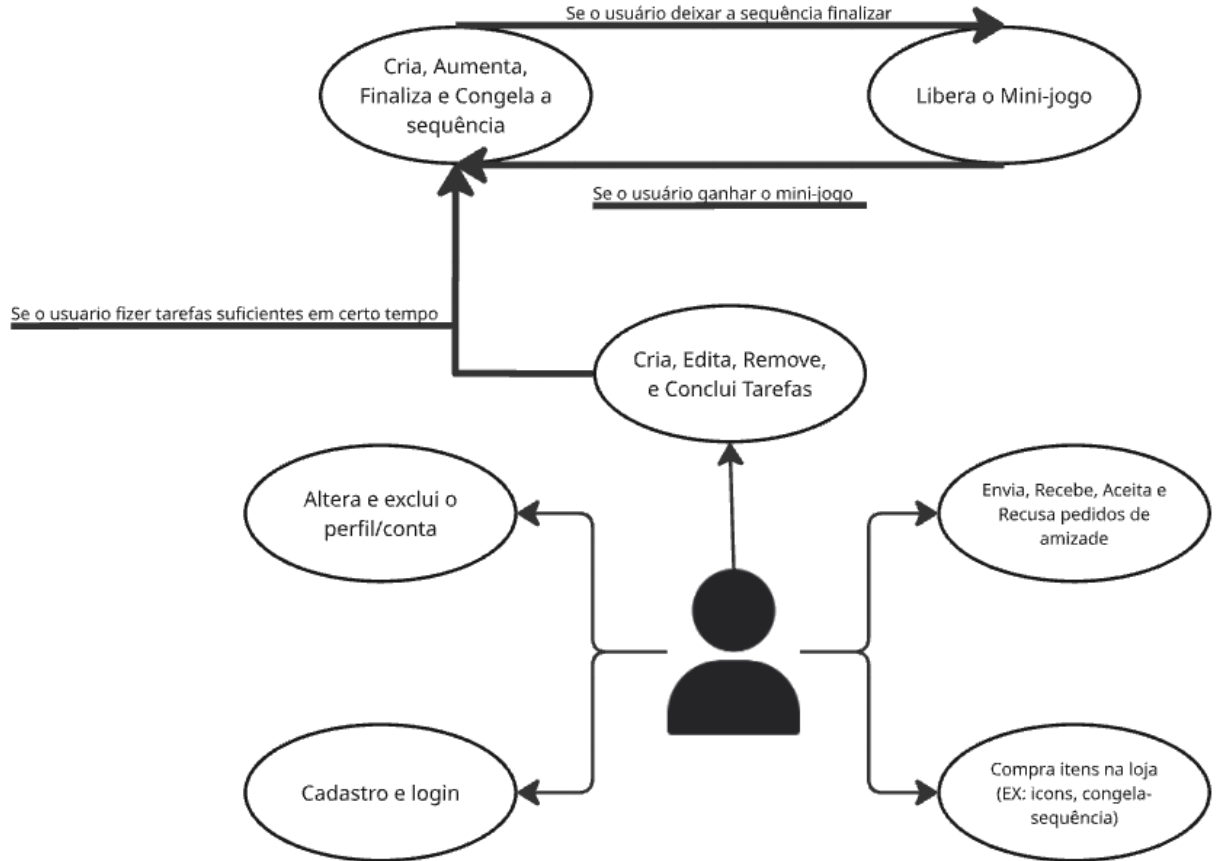 Se o usuário deixar a sequência finalizar
Cria, Aumenta,
Finaliza e Congela a
sequência
Libera o Mini-jogo
Se o usuário ganhar o mini-jogo
Se o usuario fizer tarefas suficientes em certo tempo
Cria, Edita, Remove,
e Conclui Tarefas
Altera e exclui o
perfil/conta
Envia, Recebe, Aceita e
Recusa pedidos de
amizade
Cadastro e login
Compra itens na loja
(EX: icons, congela-
sequência)